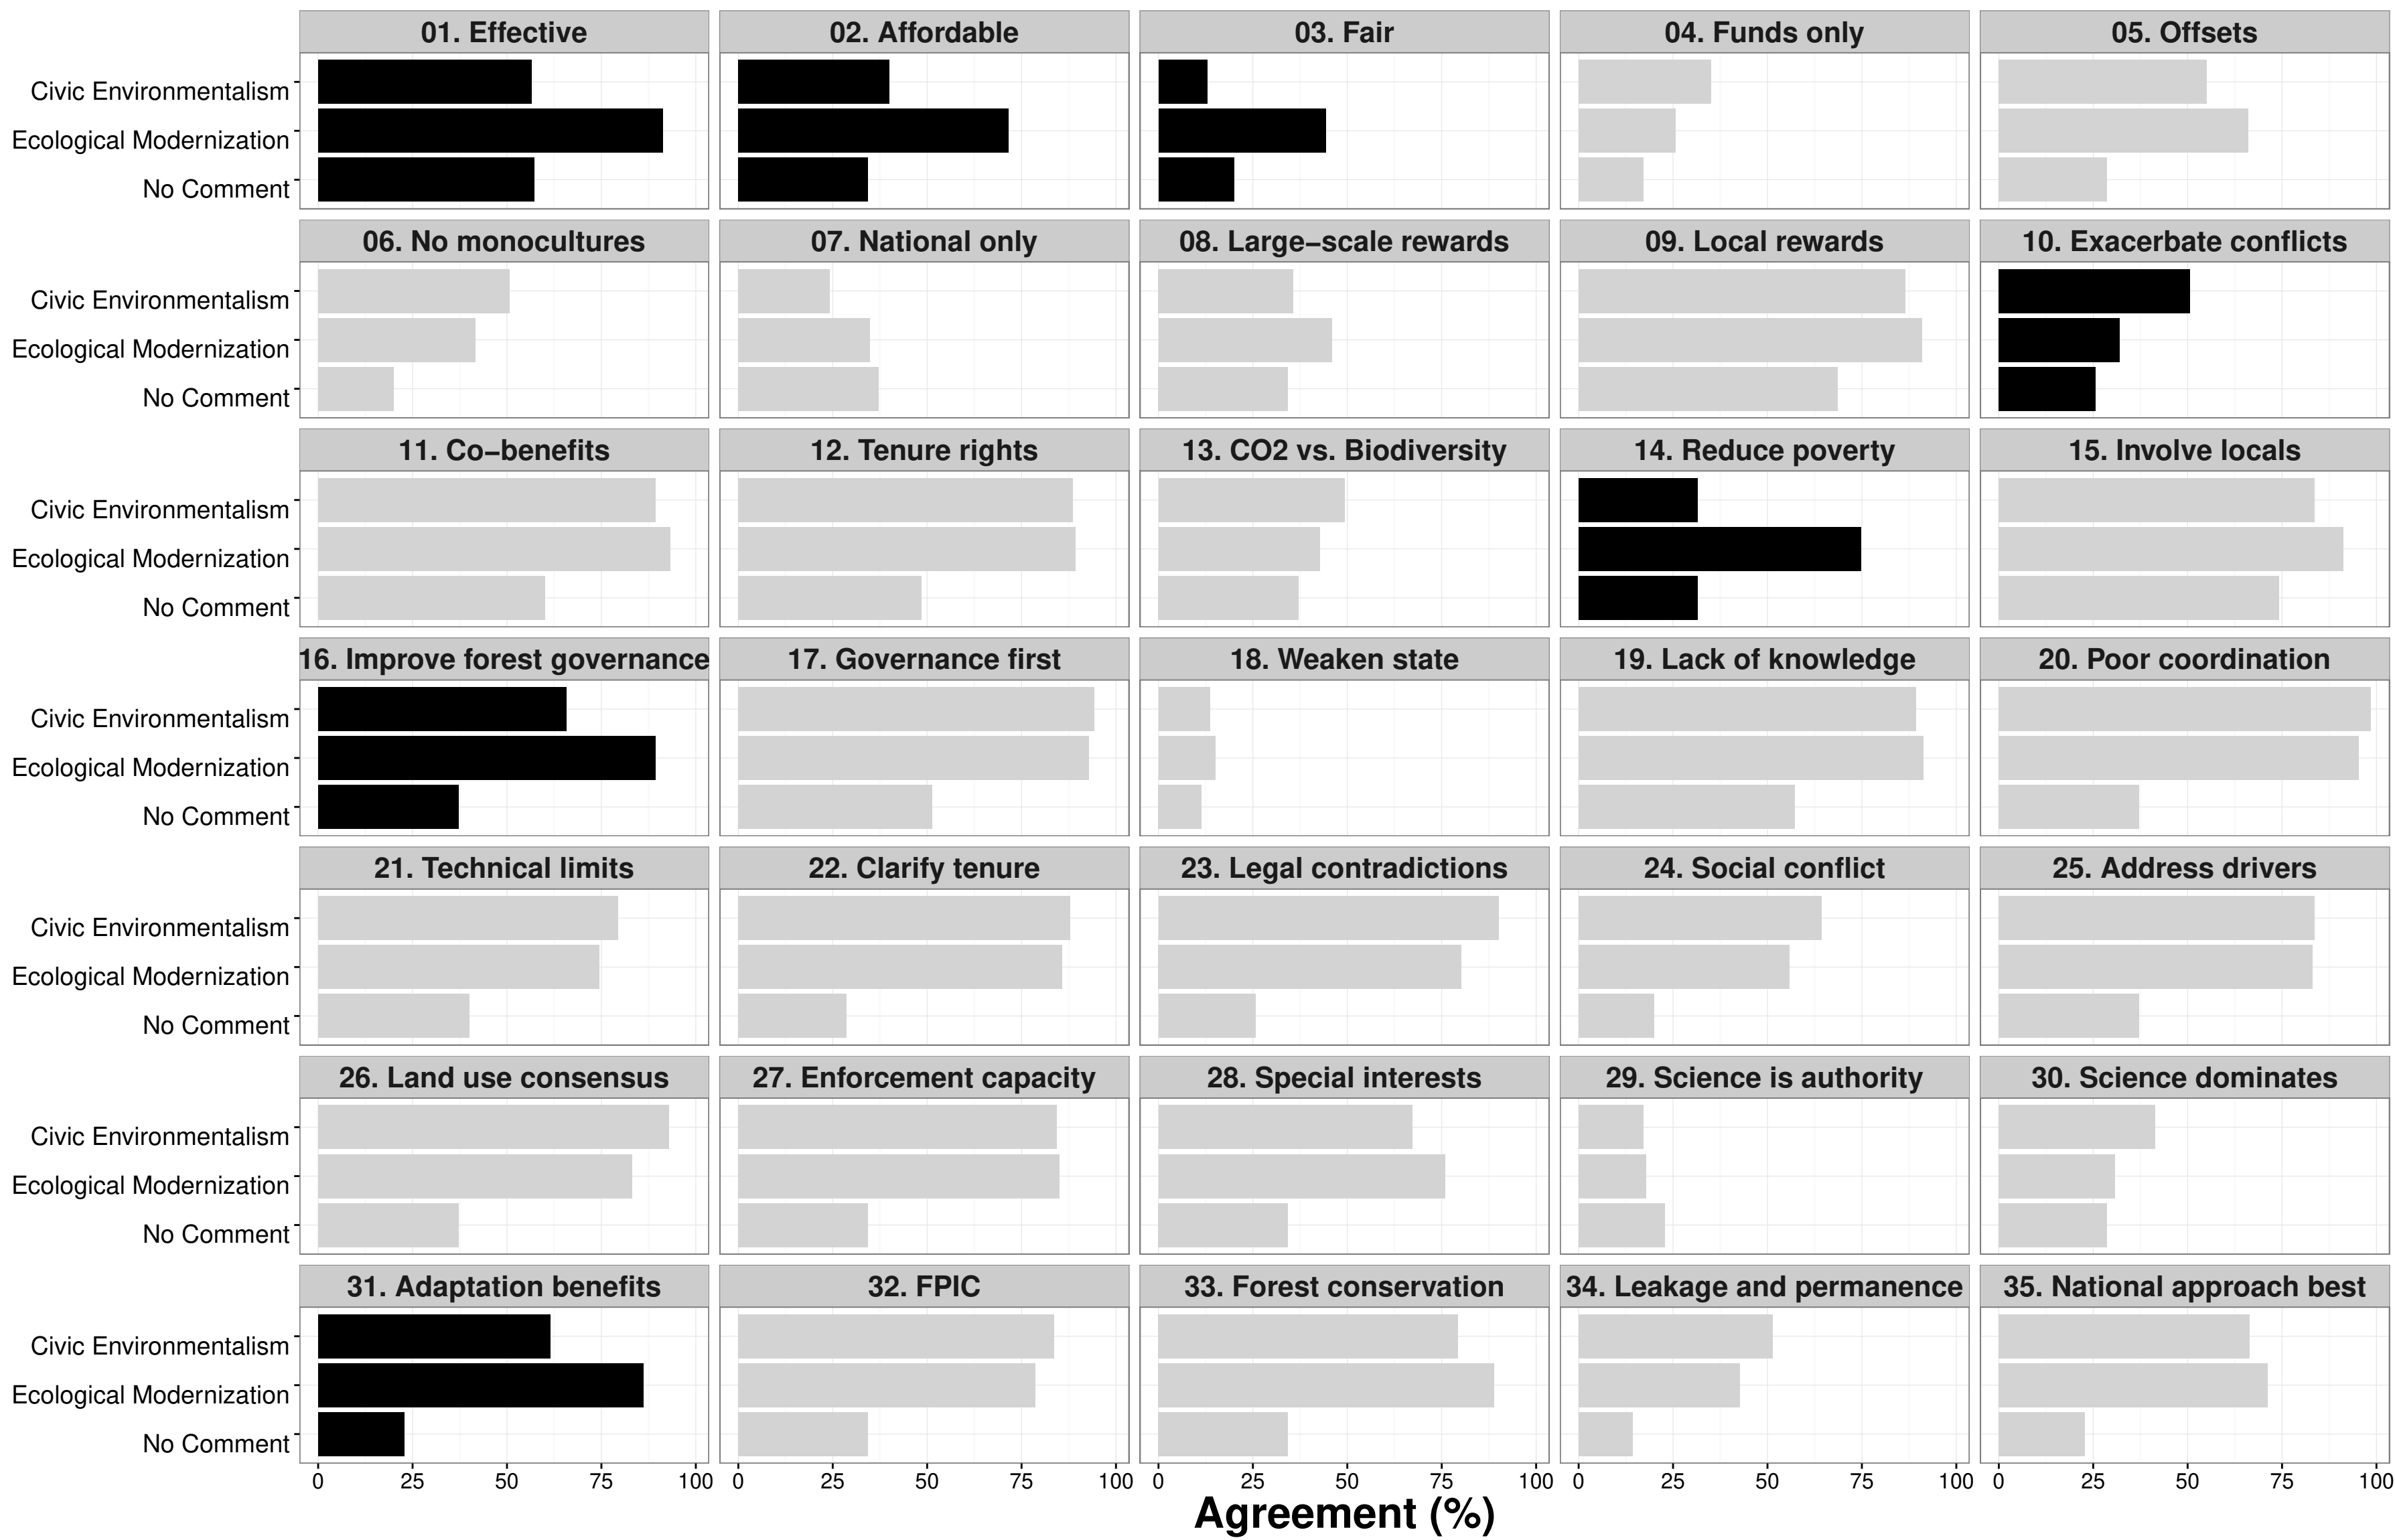 01. Effective 02. Affordable 03. Fair 04. Funds only 05. Offsets
Civic Environmentalism
Ecological Modernization
No Comment
06. No monocultures 07. National only 08. Large−scale rewards 09. Local rewards 10. Exacerbate conflicts
Civic Environmentalism
Ecological Modernization
No Comment
11. Co−benefits 12. Tenure rights 13. CO2 vs. Biodiversity 14. Reduce poverty 15. Involve locals
Civic Environmentalism
Ecological Modernization
No Comment
16. Improve forest governance 17. Governance first 18. Weaken state 19. Lack of knowledge 20. Poor coordination
Civic Environmentalism
Ecological Modernization
No Comment
21. Technical limits 22. Clarify tenure 23. Legal contradictions 24. Social conflict 25. Address drivers
Civic Environmentalism
Ecological Modernization
No Comment
26. Land use consensus 27. Enforcement capacity 28. Special interests 29. Science is authority 30. Science dominates
Civic Environmentalism
Ecological Modernization
No Comment
31. Adaptation benefits 32. FPIC 33. Forest conservation 34. Leakage and permanence 35. National approach best
Civic Environmentalism
Ecological Modernization
No Comment
0 25 50 75 100 0 25 50 75 100 0 25 50 75 100 0 25 50 75 100 0 25 50 75 100
Agreement (%)